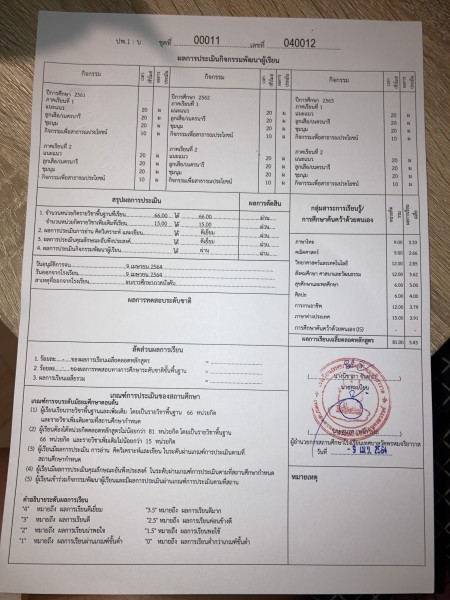 ปพ.1 : บ ชุดที่ 00011 เลขที่ 040012
ผลการประเมินกิจกรรมพัฒนาผู้เรียน
กิจกรรม เวลา (ชั่วโมง) ผลการประเมิน กิจกรรม เวลา (ชั่วโมง) ผลการประเมิน กิจกรรม เวลา (ชั่วโมง) ผลการประเมิน
ปีการศึกษา 2561 ปีการศึกษา 2562 ปีการศึกษา 2563
ภาคเรียนที่ 1 ภาคเรียนที่ 1 ภาคเรียนที่ 1
แนะแนว 20 ผ แนะแนว 20 ผ แนะแนว 20 ผ
ลูกเสือ/เนตรนารี 20 ผ ลูกเสือ/เนตรนารี 20 ผ ลูกเสือ/เนตรนารี 20 ผ
ชุมนุม 20 ผ ชุมนุม 20 ผ ชุมนุม 20 ผ
กิจกรรมเพื่อสาธารณประโยชน์ 10 ผ กิจกรรมเพื่อสาธารณประโยชน์ 10 ผ กิจกรรมเพื่อสาธารณประโยชน์ 10 ผ
ภาคเรียนที่ 2 ภาคเรียนที่ 2 ภาคเรียนที่ 2
แนะแนว 20 ผ แนะแนว 20 ผ แนะแนว 20 ผ
ลูกเสือ/เนตรนารี 20 ผ ลูกเสือ/เนตรนารี 20 ผ ลูกเสือ/เนตรนารี 20 ผ
ชุมนุม 20 ผ ชุมนุม 20 ผ ชุมนุม 20 ผ
กิจกรรมเพื่อสาธารณประโยชน์ 10 ผ กิจกรรมเพื่อสาธารณประโยชน์ 10 ผ กิจกรรมเพื่อสาธารณประโยชน์ 10 ผ
สรุปผลการประเมิน ผลการตัดสิน
1. จำนวนหน่วยกิตรายวิชาพื้นฐานที่เรียน 66.00 ได้ 66.00 ผ่าน
จำนวนหน่วยกิตรายวิชาเพิ่มเติมที่เรียน 15.00 ได้ 15.00 ผ่าน
2. ผลการประเมินการอ่าน คิดวิเคราะห์ และเขียน ได้ ดีเยี่ยม ผ่าน
3. ผลการประเมินคุณลักษณะอันพึงประสงค์ ได้ ดีเยี่ยม ผ่าน
4. ผลการประเมินกิจกรรมพัฒนาผู้เรียน ได้ ผ่าน ผ่าน
วันอนุมัติการจบ 9 เมษายน 2564
วันออกจากโรงเรียน 9 เมษายน 2564
สาเหตุที่ออกจากโรงเรียน จบการศึกษาภาคบังคับ
ผลการทดสอบระดับชาติ
สัดส่วนผลการเรียน
1. ร้อยละ ของผลการเรียนเฉลี่ยตลอดหลักสูตร =
2. ร้อยละ ของผลการทดสอบทางการศึกษาระดับชาติขั้นพื้นฐาน =
3. ผลการเรียนเฉลี่ยรวม =
เกณฑ์การประเมินของสถานศึกษา
เกณฑ์การจบระดับมัธยมศึกษาตอนต้น
(1) ผู้เรียนเรียนรายวิชาพื้นฐานและเพิ่มเติม โดยเป็นรายวิชาพื้นฐาน 66 หน่วยกิต
และรายวิชาเพิ่มเติมตามที่สถานศึกษากำหนด
(2) ผู้เรียนต้องได้หน่วยกิตตลอดหลักสูตรไม่น้อยกว่า 81 หน่วยกิต โดยเป็นรายวิชาพื้นฐาน
66 หน่วยกิต และรายวิชาเพิ่มเติมไม่น้อยกว่า 15 หน่วยกิต
(3) ผู้เรียนมีผลการประเมิน การอ่าน คิดวิเคราะห์และเขียน ในระดับผ่านเกณฑ์การประเมินตามที่
สถานศึกษากำหนด
(4) ผู้เรียนมีผลการประเมินคุณลักษณะอันพึงประสงค์ ในระดับผ่านเกณฑ์การประเมินตามที่สถานศึกษากำหนด
(5) ผู้เรียนเข้าร่วมกิจกรรมพัฒนาผู้เรียนและมีผลการประเมินผ่านเกณฑ์การประเมินตามที่สถาน
คำอธิบายระดับผลการเรียน
"4" หมายถึง ผลการเรียนดีเยี่ยม "3.5" หมายถึง ผลการเรียนดีมาก
"3" หมายถึง ผลการเรียนดี "2.5" หมายถึง ผลการเรียนค่อนข้างดี
"2" หมายถึง ผลการเรียนน่าพอใจ "1.5" หมายถึง ผลการเรียนพอใช้
"1" หมายถึง ผลการเรียนผ่านเกณฑ์ขั้นต่ำ "0" หมายถึง ผลการเรียนต่ำกว่าเกณฑ์ขั้นต่ำ
กลุ่มสาระการเรียนรู้/
การศึกษาค้นคว้าด้วยตนเอง
ภาษาไทย 9.00
คณิตศาสตร์ 9.00 2.66
วิทยาศาสตร์และเทคโนโลยี 12.00 2.85
สังคมศึกษา ศาสนาและวัฒนธรรม 12.00 3.62
สุขศึกษาและพลศึกษา 6.00
ศิลปะ 6.00 4.00
การงานอาชีพ 12.00 3.79
ภาษาต่างประเทศ 15.00 3.91
การศึกษาค้นคว้าด้วยตนเอง (IS) - -
ผลการเรียนเฉลี่ยตลอดหลักสูตร 81.00 3.43
นายทะเบียน
วันที่ -9 เม.ย. 2564
หมายเหตุ